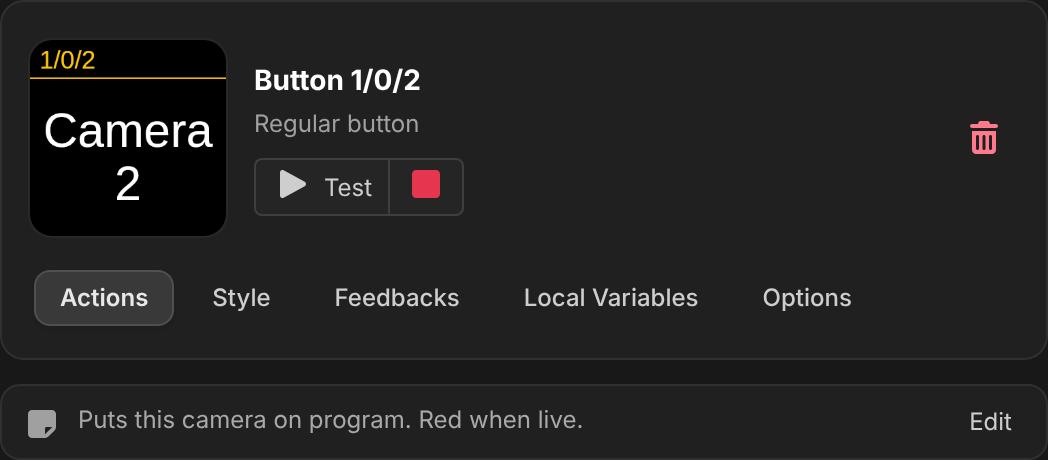 1/0/2
Camera
2
Button 1/0/2
Regular button
Test
Actions Style Feedbacks Local Variables Options
Puts this camera on program. Red when live.
Edit